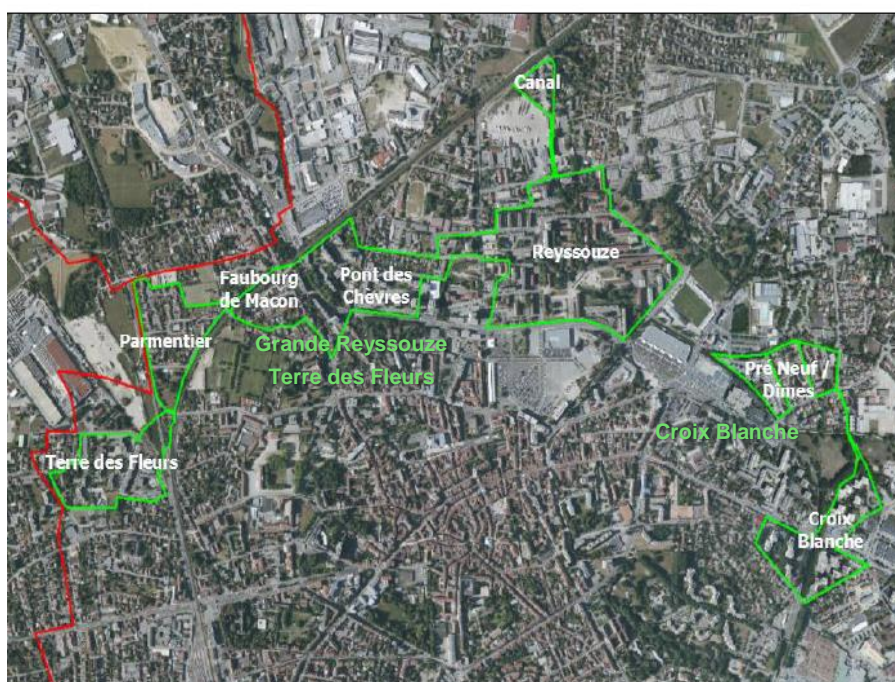 Canal
Reyssouze
Faubourg
de Macon
Pont des
Chèvres
Parmentier
Grande Reyssouze
Terre des Fleurs
Pré Neuf /
Dîmes
Croix Blanche
Terre des Fleurs
Croix
Blanche